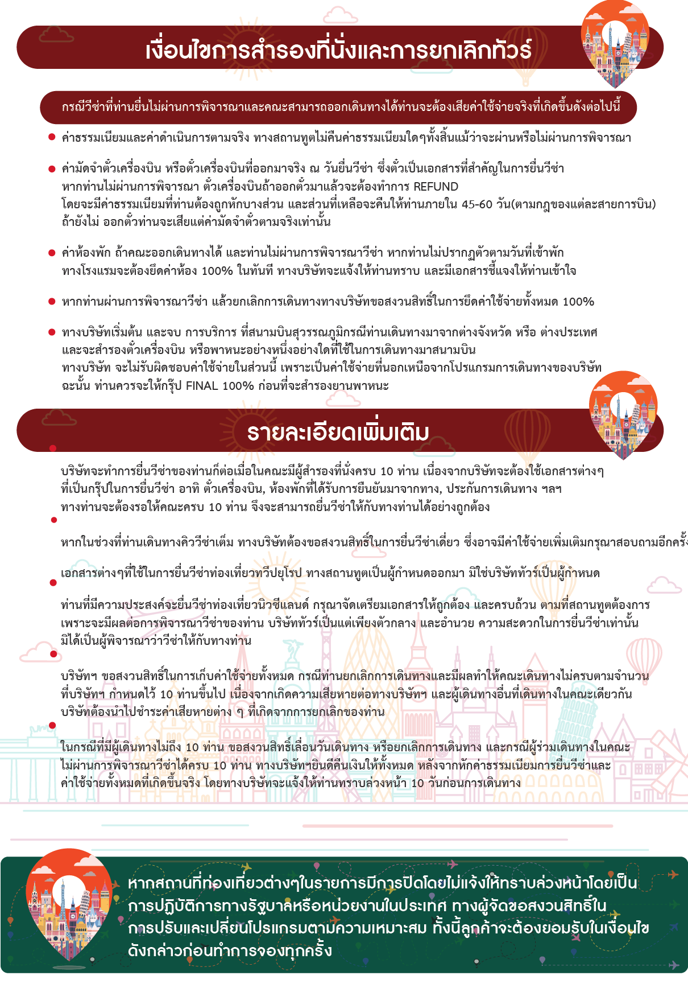 เงื่อนไขการสำรองที่นั่งและการยกเลิกทัวร์
กรณีวีซ่าที่ท่านยื่นไม่ผ่านการพิจารณาและคณะสามารถออกเดินทางได้ท่านจะต้องเสียค่าใช้จ่ายจริงที่เกิดขึ้นดังต่อไปนี้
ค่าธรรมเนียมและค่าดำเนินการตามจริง ทางสถานทูตไม่คืนค่าธรรมเนียมใดๆทั้งสิ้นแม้ว่าจะผ่านหรือไม่ผ่านการพิจารณา
ค่ามัดจำตั๋วเครื่องบิน หรือตั๋วเครื่องบินที่ออกมาจริง ณ วันยื่นวีซ่า ซึ่งตั๋วเป็นเอกสารที่สำคัญในการยื่นวีซ่า
หากท่านไม่ผ่านการพิจารณา ตั๋วเครื่องบินถ้าออกตั๋วมาแล้วจะต้องทำการ REFUND
โดยจะมีค่าธรรมเนียมที่ท่านต้องถูกหักบางส่วน และส่วนที่เหลือจะคืนให้ท่านภายใน 45-60 วัน(ตามกฎของแต่ละสายการบิน)
ถ้ายังไม่ ออกตั๋วท่านจะเสียแต่ค่ามัดจำตั๋วตามจริงเท่านั้น
ค่าห้องพัก ถ้าคณะออกเดินทางได้ และท่านไม่ผ่านการพิจารณาวีซ่า หากท่านไม่ปรากฏตัวตามวันที่เข้าพัก
ทางโรงแรมจะต้องยึดค่าห้อง 100% ในทันที ทางบริษัทจะแจ้งให้ท่านทราบ และมีเอกสารชี้แจงให้ท่านเข้าใจ
หากท่านผ่านการพิจารณาวีซ่า แล้วยกเลิกการเดินทางทางบริษัทขอสงวนสิทธิ์ในการยึดค่าใช้จ่ายทั้งหมด 100%
ทางบริษัทเริ่มต้น และจบ การบริการ ที่สนามบินสุวรรณภูมิกรณีท่านเดินทางมาจากต่างจังหวัด หรือ ต่างประเทศ
และจะสำรองตั๋วเครื่องบิน หรือพาหนะอย่างหนึ่งอย่างใดที่ใช้ในการเดินทางมาสนามบิน
ทางบริษัท จะไม่รับผิดชอบค่าใช้จ่ายในส่วนนี้ เพราะเป็นค่าใช้จ่ายที่นอกเหนือจากโปรแกรมการเดินทางของบริษัท
ฉะนั้น ท่านควรจะให้กรุ๊ป FINAL 100% ก่อนที่จะสำรองยานพาหนะ
รายละเอียดเพิ่มเติม
บริษัทจะทำการยื่นวีซ่าของท่านก็ต่อเมื่อในคณะมีผู้สำรองที่นั่งครบ 10 ท่าน เนื่องจากบริษัทจะต้องใช้เอกสารต่างๆ
ที่เป็นกรุ๊ปในการยื่นวีซ่า อาทิ ตั๋วเครื่องบิน, ห้องพักที่ได้รับการยืนยันมาจากทาง, ประกันการเดินทาง ฯลฯ
ทางท่านจะต้องรอให้คณะครบ 10 ท่าน จึงจะสามารถยื่นวีซ่าให้กับทางท่านได้อย่างถูกต้อง
หากในช่วงที่ท่านเดินทางคิววีซ่าเต็ม ทางบริษัทต้องขอสงวนสิทธิ์ในการยื่นวีซ่าเดี่ยว ซึ่งอาจมีค่าใช้จ่ายเพิ่มเติมกรุณาสอบถามอีกครั้ง
เอกสารต่างๆที่ใช้ในการยื่นวีซ่าท่องเที่ยวทวีปยุโรป ทางสถานทูตเป็นผู้กำหนดออกมา มิใช่บริษัททัวร์เป็นผู้กำหนด
ท่านที่มีความประสงค์จะยื่นวีซ่าท่องเที่ยวนิวซีแลนด์ กรุณาจัดเตรียมเอกสารให้ถูกต้อง และครบถ้วน ตามที่สถานทูตต้องการ
เพราะจะมีผลต่อการพิจารณาวีซ่าของท่าน บริษัททัวร์เป็นแต่เพียงตัวกลาง และอำนวย ความสะดวกในการยื่นวีซ่าเท่านั้น
มิได้เป็นผู้พิจารณาว่าวีซ่าให้กับทางท่าน
บริษัทฯ ขอสงวนสิทธิ์ในการเก็บค่าใช้จ่ายทั้งหมด กรณีท่านยกเลิกการเดินทางและมีผลทำให้คณะเดินทางไม่ครบตามจำนวน
ที่บริษัทฯ กำหนดไว้ 10 ท่านขึ้นไป เนื่องจากเกิดความเสียหายต่อทางบริษัทฯ และผู้เดินทางอื่นที่เดินทางในคณะเดียวกัน
บริษัทต้องนำไปชำระค่าเสียหายต่าง ๆ ที่เกิดจากการยกเลิกของท่าน
ในกรณีที่มีผู้เดินทางไม่ถึง 10 ท่าน ขอสงวนสิทธิ์เลื่อนวันเดินทาง หรือยกเลิกการเดินทาง และกรณีผู้ร่วมเดินทางในคณะ
ไม่ผ่านการพิจารณาวีซ่าได้ครบ 10 ท่าน ทางบริษัทฯยินดีคืนเงินให้ทั้งหมด หลังจากหักค่าธรรมเนียมการยื่นวีซ่าและ
ค่าใช้จ่ายทั้งหมดที่เกิดขึ้นจริง โดยทางบริษัทจะแจ้งให้ท่านทราบล่วงหน้า 10 วันก่อนการเดินทาง
หากสถานที่ท่องเที่ยวต่างๆในรายการมีการปิดโดยไม่แจ้งให้ทราบล่วงหน้าโดยเป็น
การปฏิบัติการทางรัฐบาลหรือหน่วยงานในประเทศ ทางผู้จัดขอสงวนสิทธิ์ใน
การปรับและเปลี่ยนโปรแกรมตามความเหมาะสม ทั้งนี้ลูกค้าจะต้องยอมรับในเงื่อนไข
ดังกล่าวก่อนทำการจองทุกครั้ง